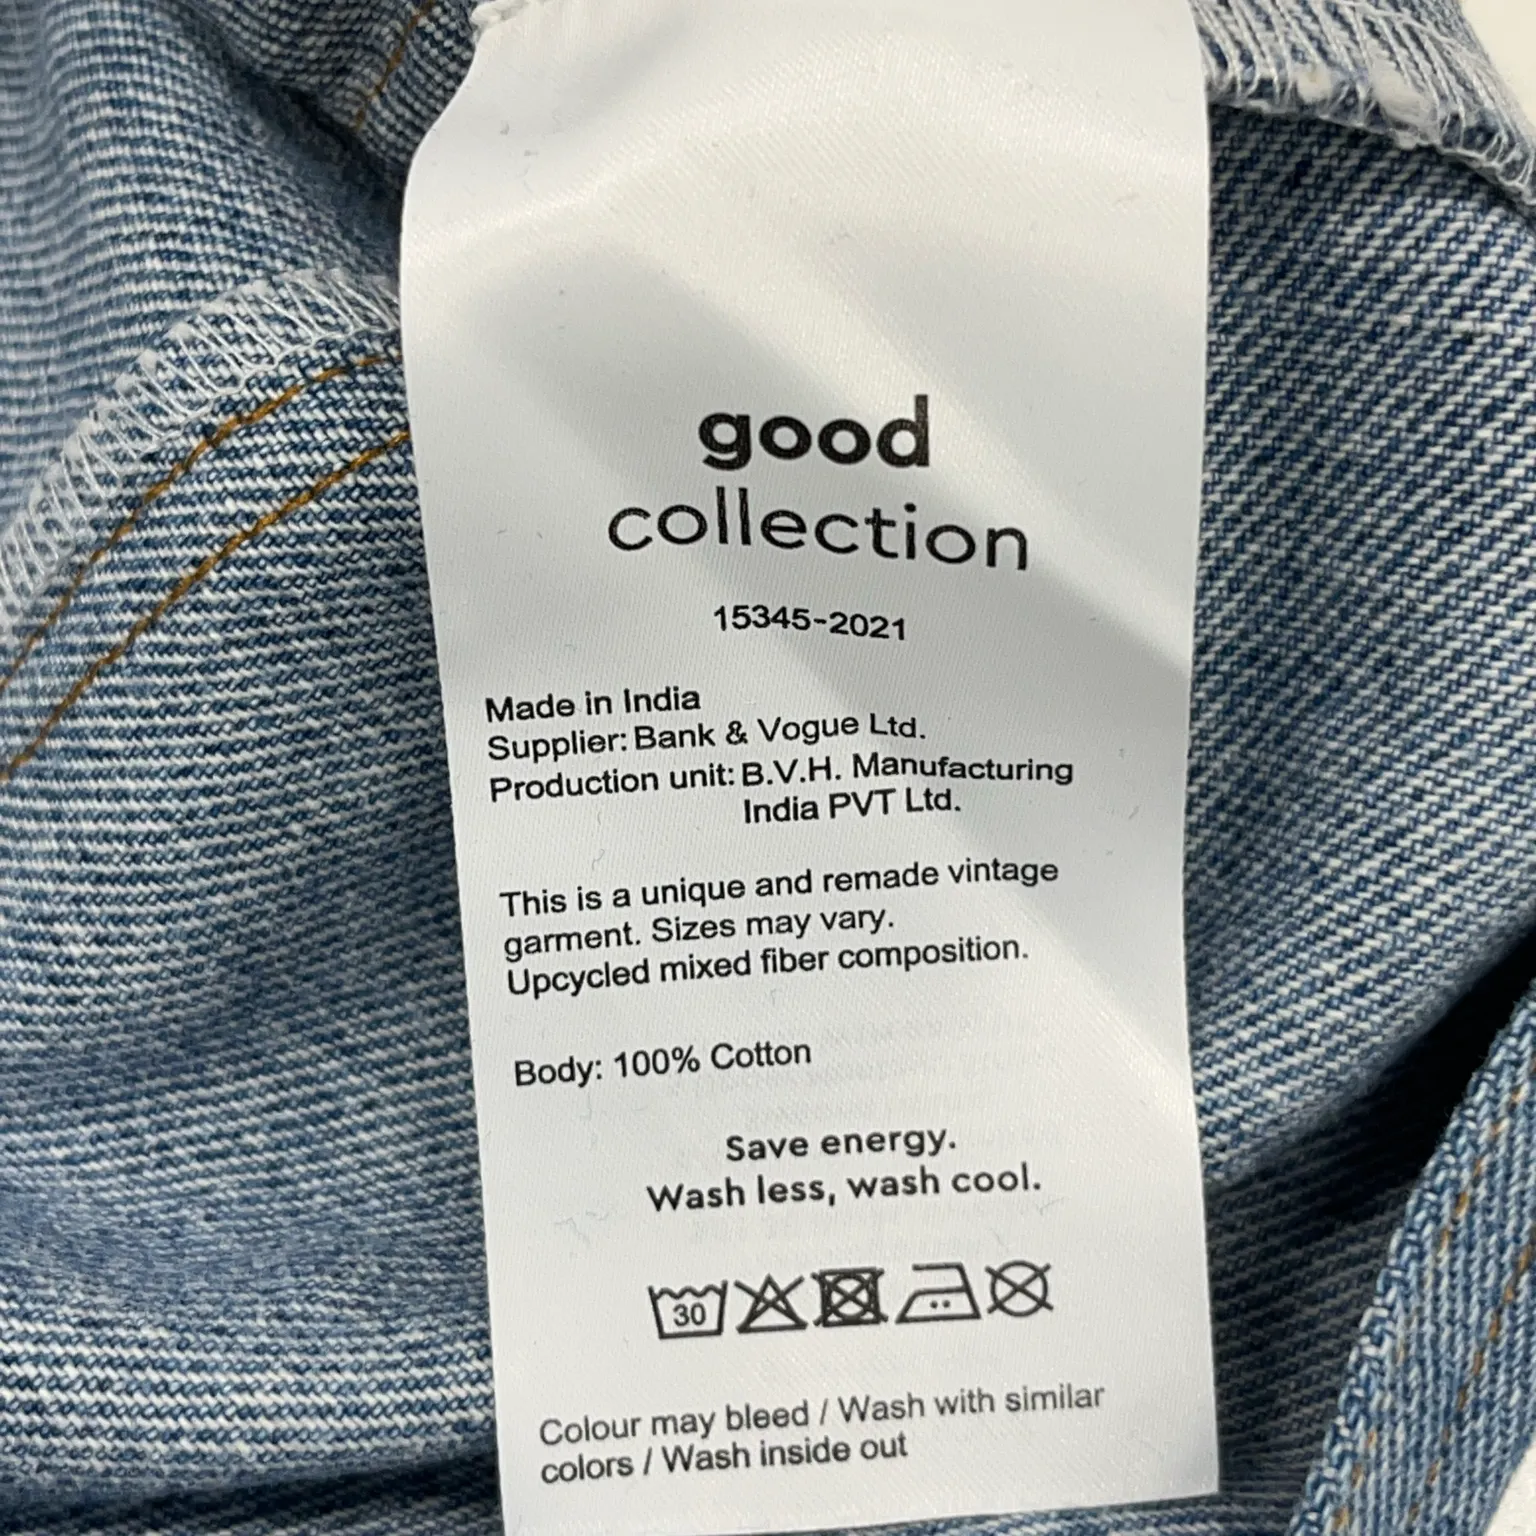 good
collection
15345-2021
Made in India
Supplier: Bank & Vogue Ltd.
Production unit: B.V.H. Manufacturing
India PVT Ltd.
This is a unique and remade vintage
garment. Sizes may vary.
Upcycled mixed fiber composition.
Body: 100% Cotton
Save energy.
Wash less, wash cool.
30
Colour may bleed / Wash with similar
colors / Wash inside out